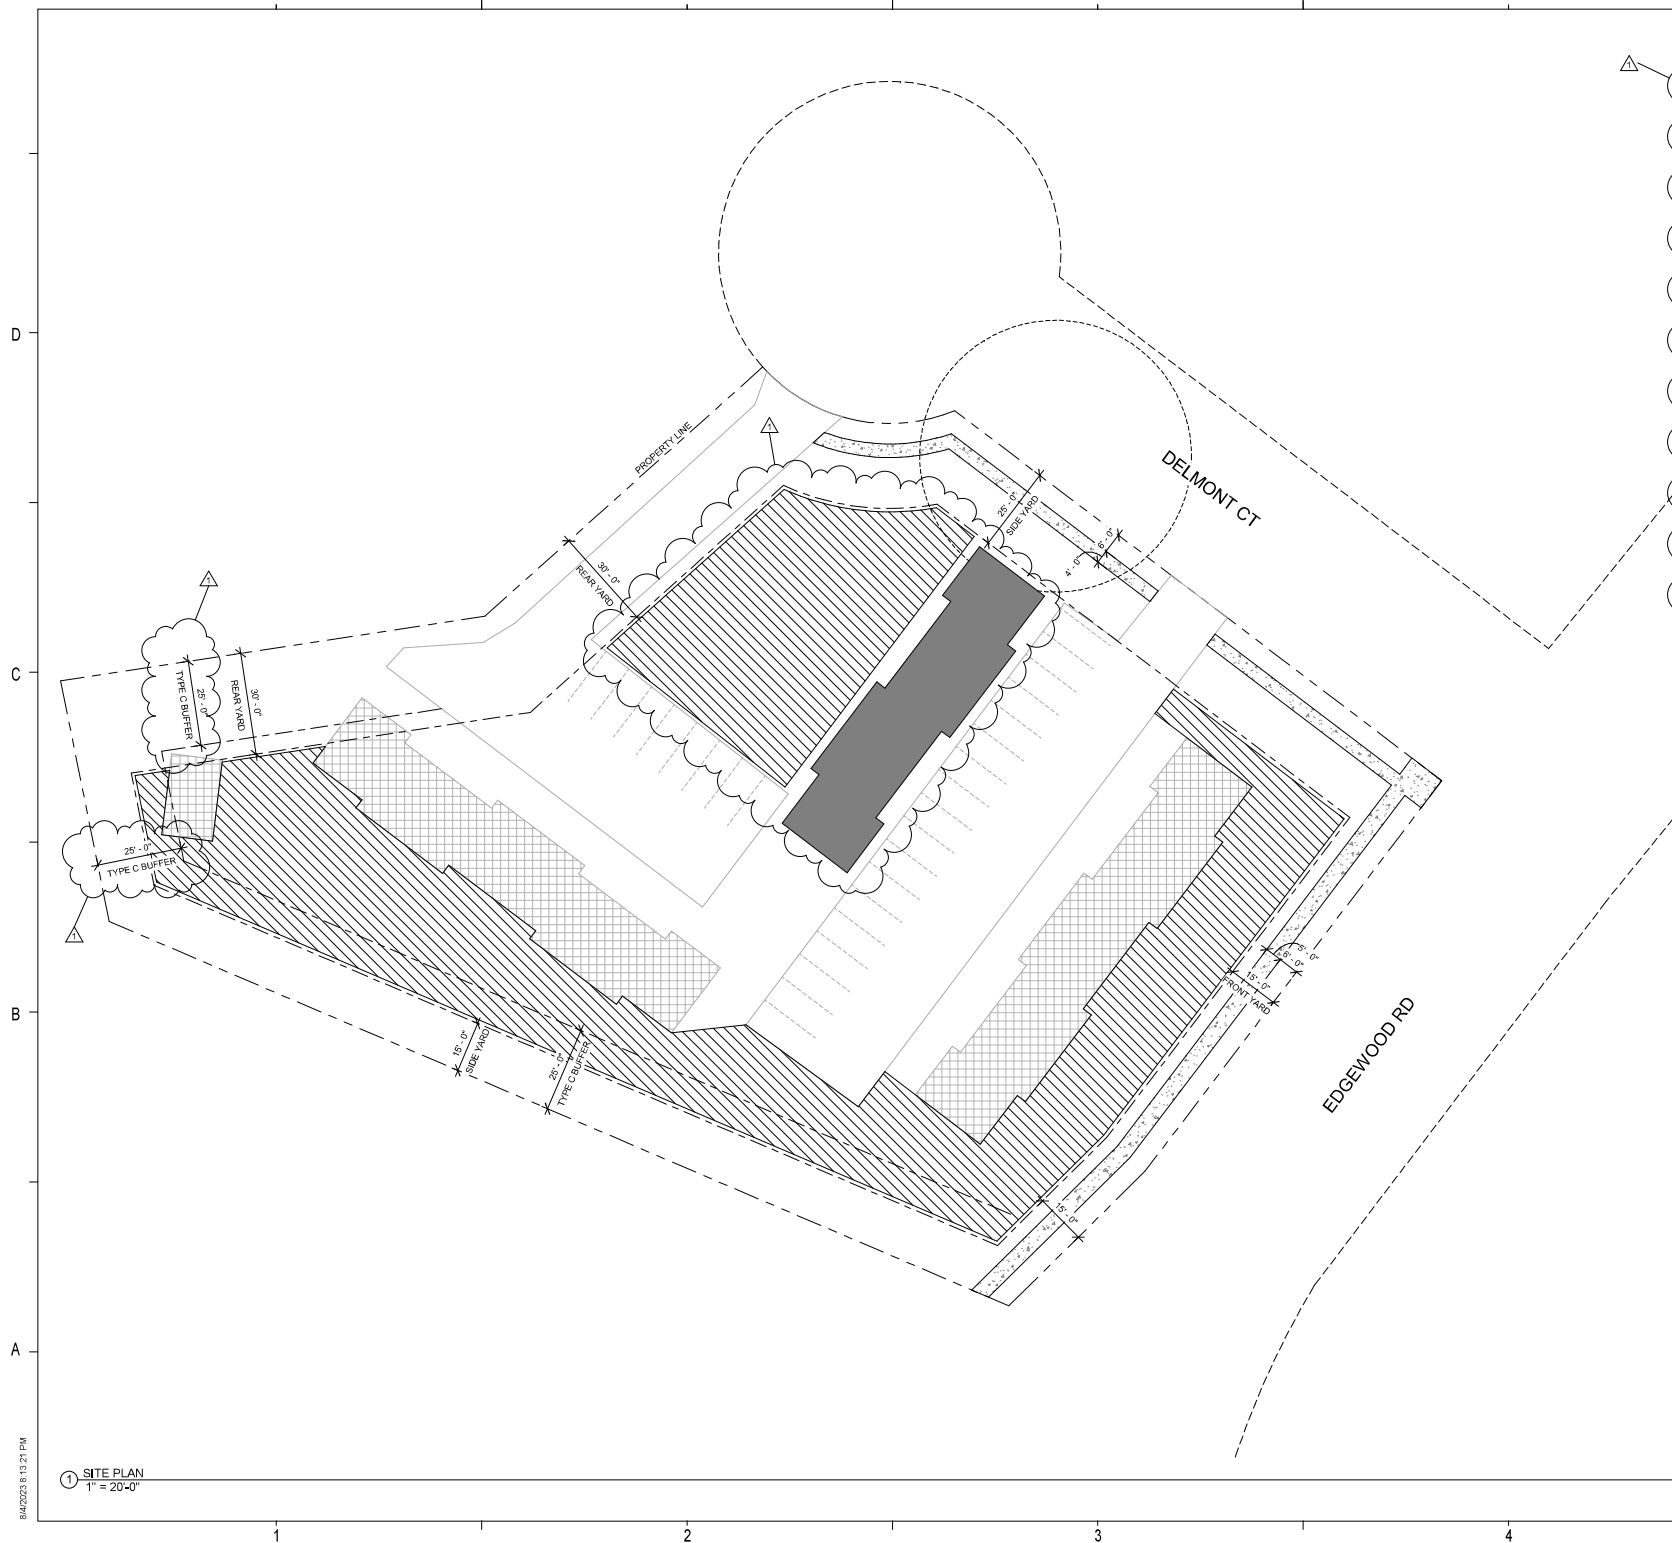 1
1
PROPERTY LINE
DELMONT CT
25' - 0"
SIDE YARD
6' - 0"
4' - 0"
30' - 0"
REAR YARD
1
TYPE C BUFFER
25' - 0"
REAR YARD
30' - 0"
25' - 0"
TYPE C BUFFER
1
15' - 0"
SIDE YARD
25' - 0"
TYPE C BUFFER
5' - 0"
6' - 0"
15' - 0"
FRONT YARD
15' - 0"
EDGEWOOD RD
D
C
B
A
8/4/2023 8:13:21 PM
1 SITE PLAN
1" = 20'-0"
1 2 3 4